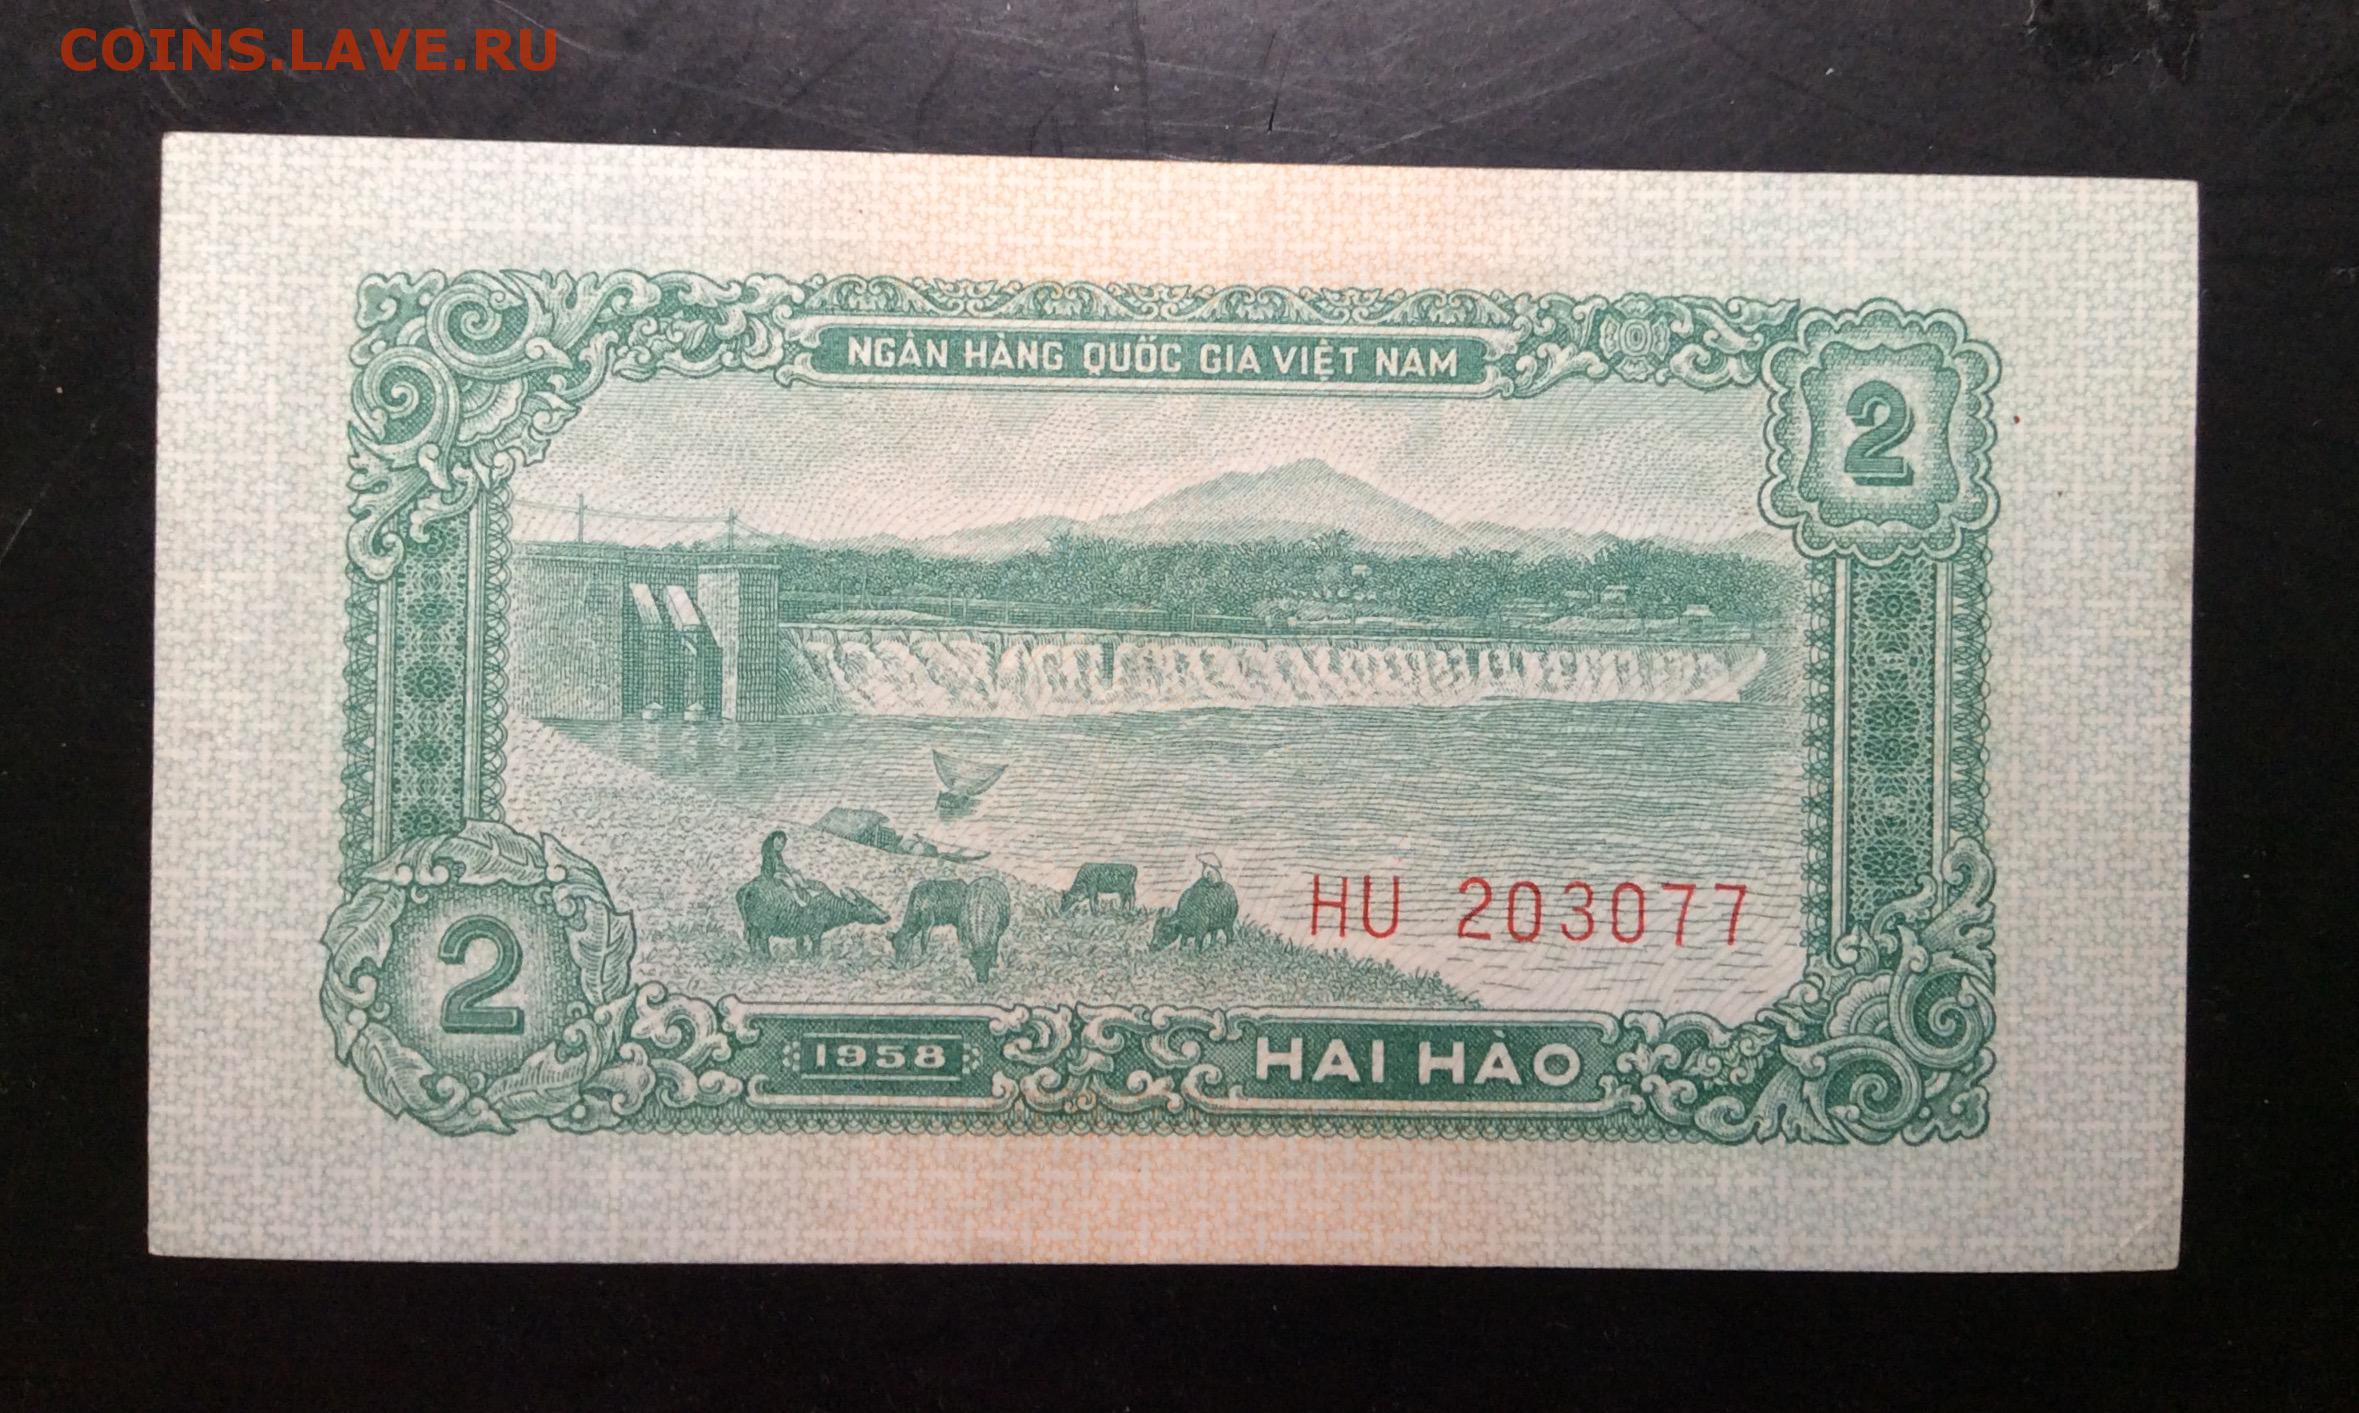 COINS.LAVE.RU
NGÂN HÀNG QUỐC GIA VIỆT NAM
2
HU 203077
2
1958
HAI HÀO